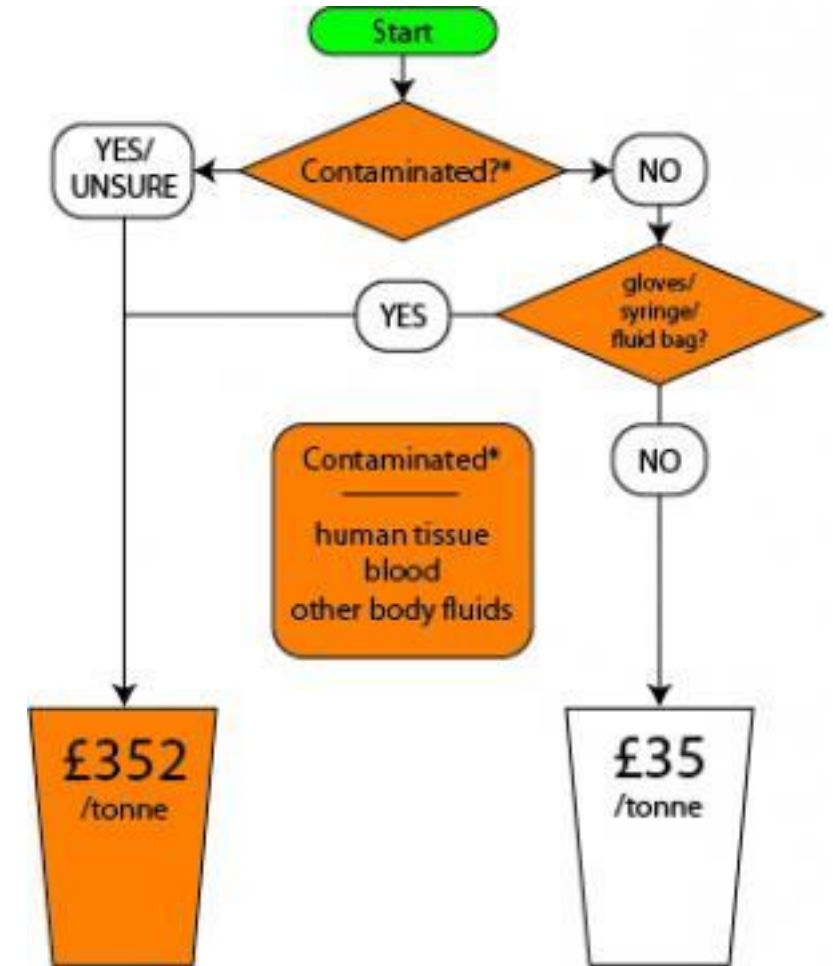 Start
YES/
UNSURE
Contaminated?*
NO
gloves/
syringe/
fluid bag?
YES
NO
Contaminated*
human tissue
blood
other body fluids
£352
/tonne
£35
/tonne